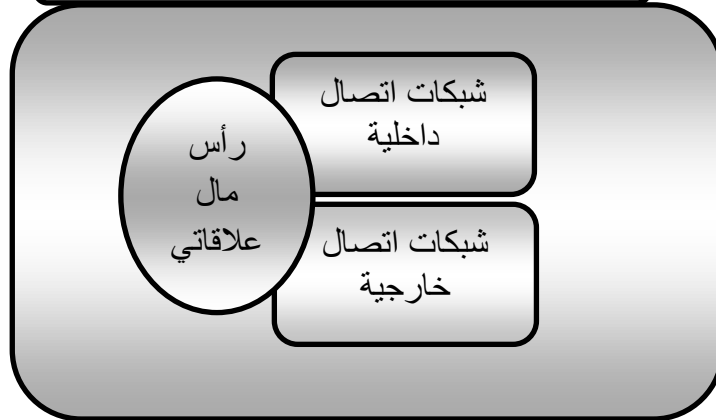 شبكات اتصال
داخلية
رأس
مال
علاقاتي
شبكات اتصال
خارجية